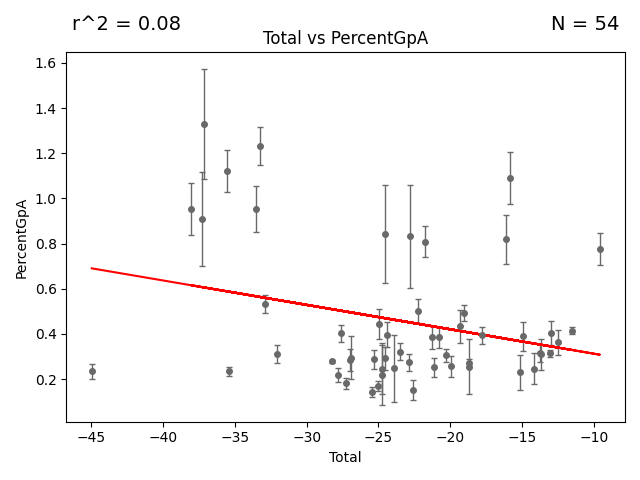 r^2 = 0.08
N = 54
Total vs PercentGpA
PercentGpA
1.6
1.4
1.2
1.0
0.8
0.6
0.4
0.2
−45 −40 −35 −30 −25 −20 −15 −10
Total